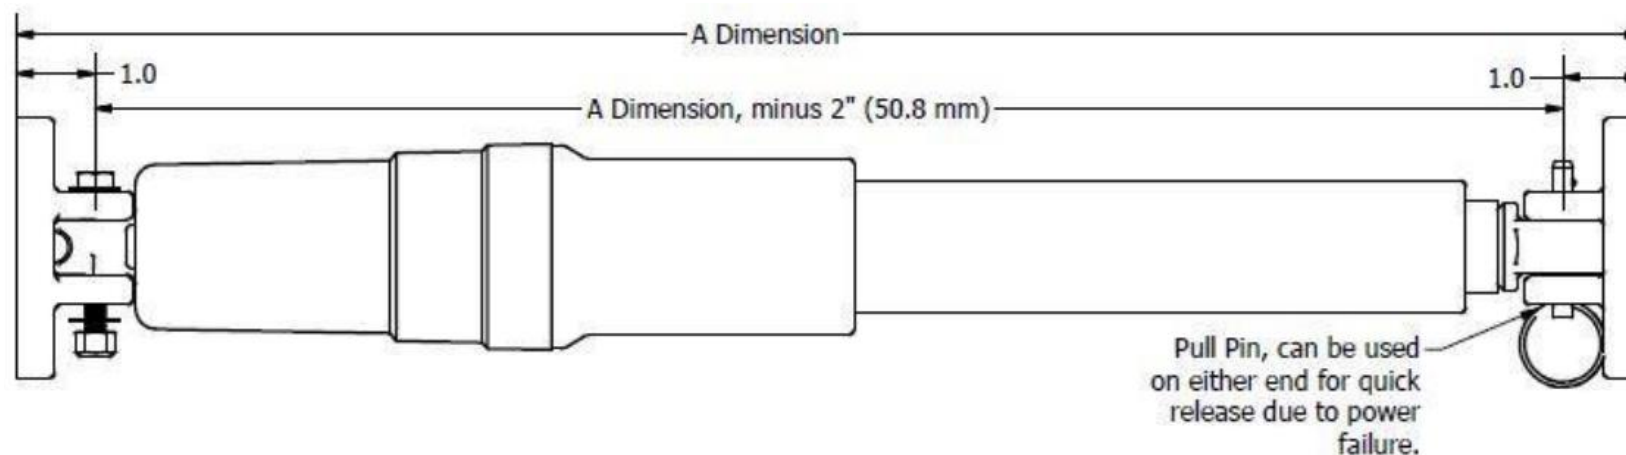 A Dimension
1.0
1.0
A Dimension, minus 2" (50.8 mm)
Pull Pin, can be used
on either end for quick
release due to power
failure.